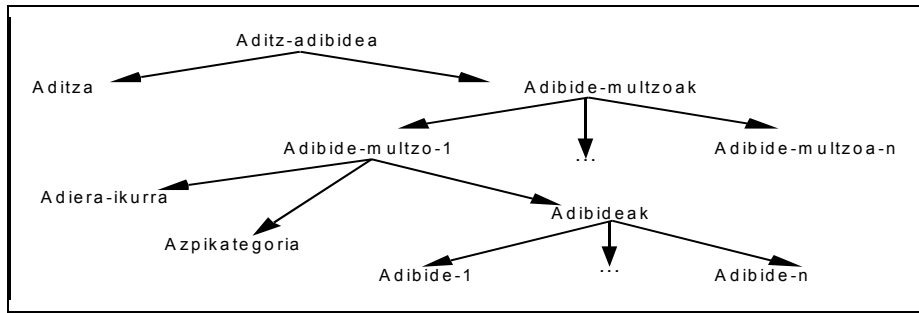 Aditz-adibidea
Aditza
Adibide-multzoak
Adibide-multzo-1
...
Adibide-multzoa-n
Adiera-ikurra
Adibideak
Azpikategoria
Adibide-1
...
Adibide-n